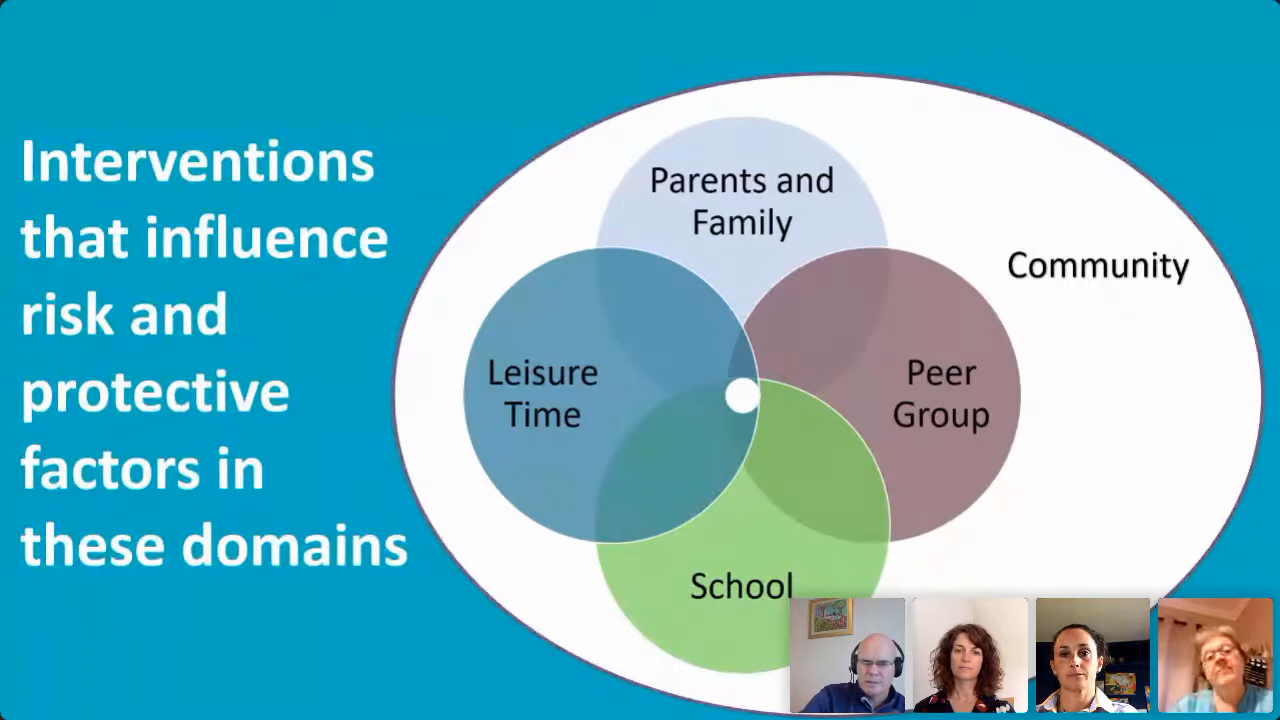 Interventions
that influence
risk and
protective
factors in
these domains
Parents and
Family
Community
Leisure
Time
Peer
Group
School